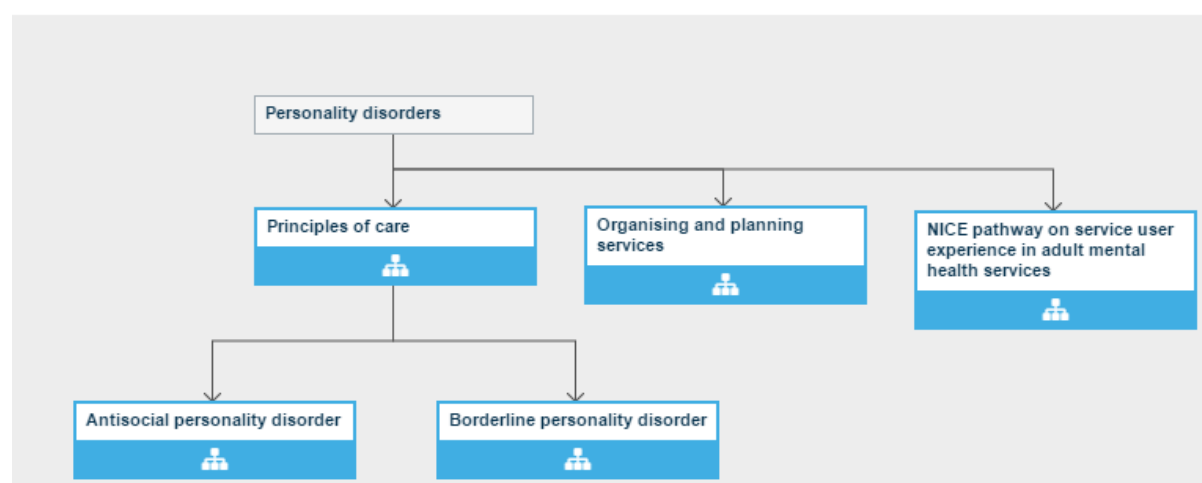 Personality disorders
Principles of care
Organising and planning
services
NICE pathway on service user
experience in adult mental
health services
Antisocial personality disorder
Borderline personality disorder